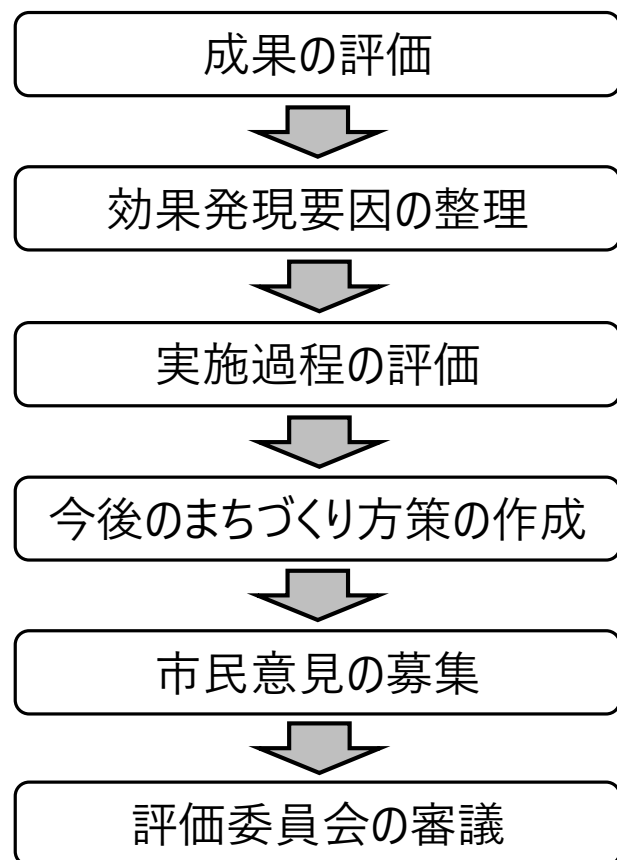 成果の評価
効果発現要因の整理
実施過程の評価
今後のまちづくり方策の作成
市民意見の募集
評価委員会の審議